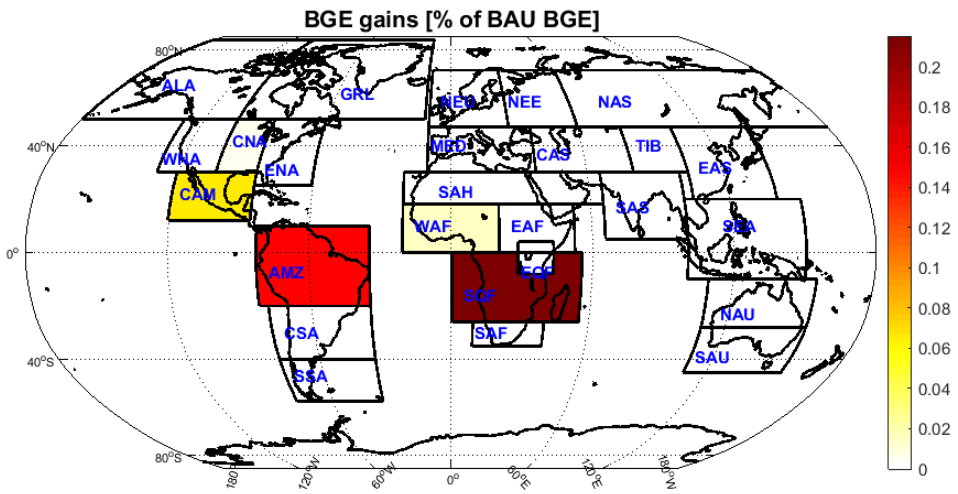 BGE gains [% of BAU BGE]
80°N
ALA
GRL
NEU NEE NAS
40°N
WNA CNA ENA
MED CAS TIB EAS
CAM
SAH SAS
WAF EAF SEA
0°
AMZ EQF
SQF
CSA SAF NAU
40°S
SSA SAU
80°S
180°W 120°W 60°W 0° 60°E 120°E 180°W
0.2
0.18
0.16
0.14
0.12
0.1
0.08
0.06
0.04
0.02
0